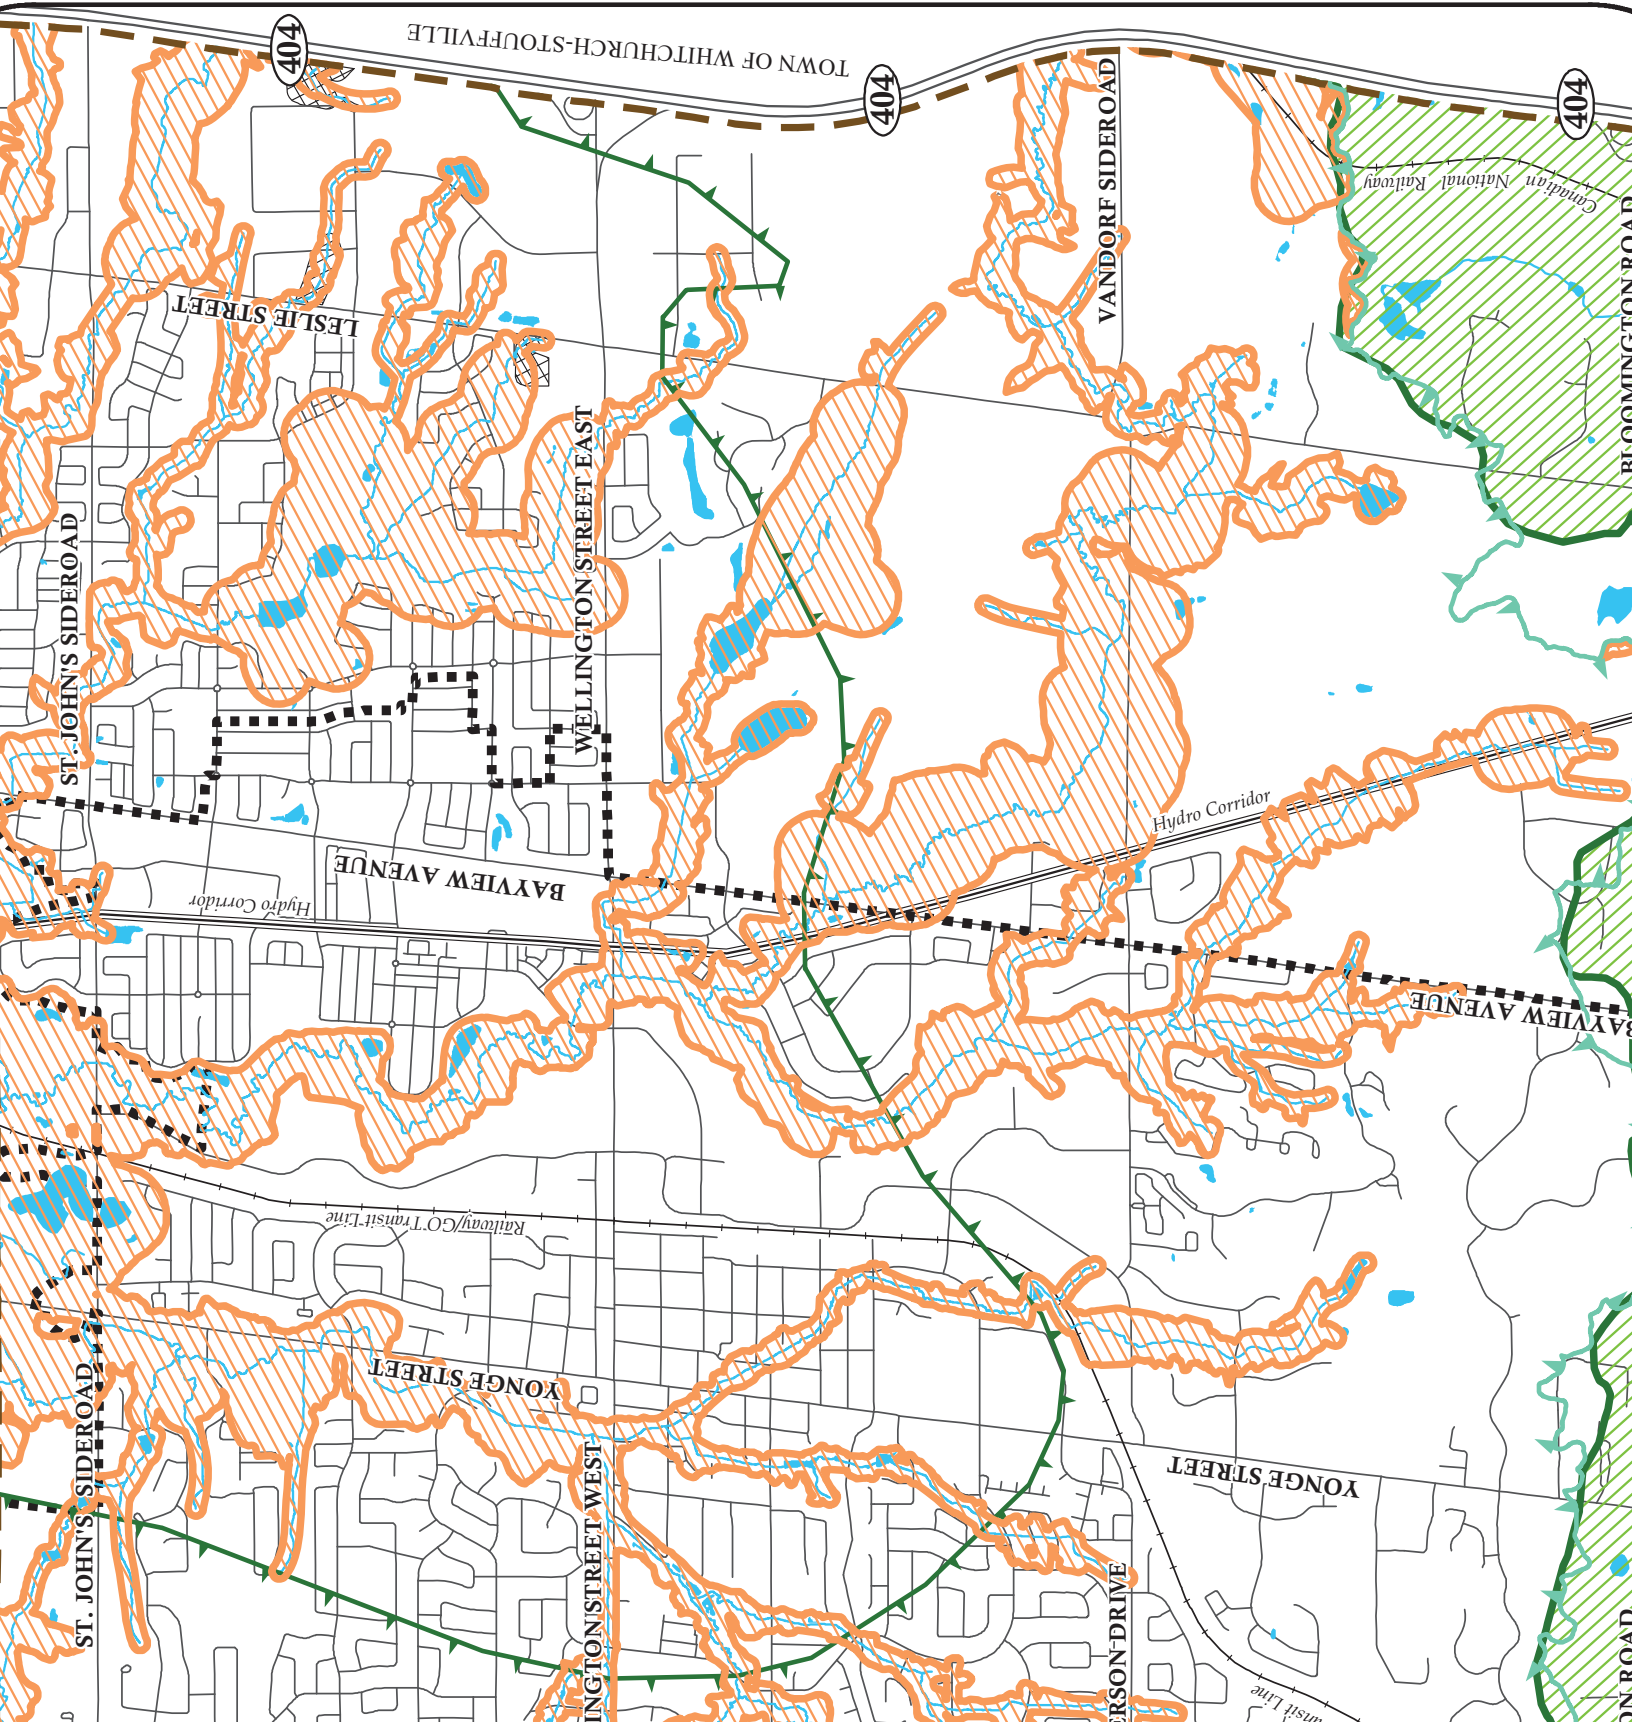 404
TOWN OF WHITCHURCH-STOUFFVILLE
404
404
VANDORF SIDEROAD
Canadian National Railway
BLOOMINGTON ROAD
LESLIE STREET
WELLINGTON STREET EAST
ST. JOHN'S SIDEROAD
Hydro Corridor
BAYVIEW AVENUE
Hydro Corridor
BAYVIEW AVENUE
Railway/GO Transit Line
YONGE STREET
YONGE STREET
ST. JOHN'S SIDEROAD
INGTON STREET WEST
ERSON DRIVE
ansit Line
ON ROAD